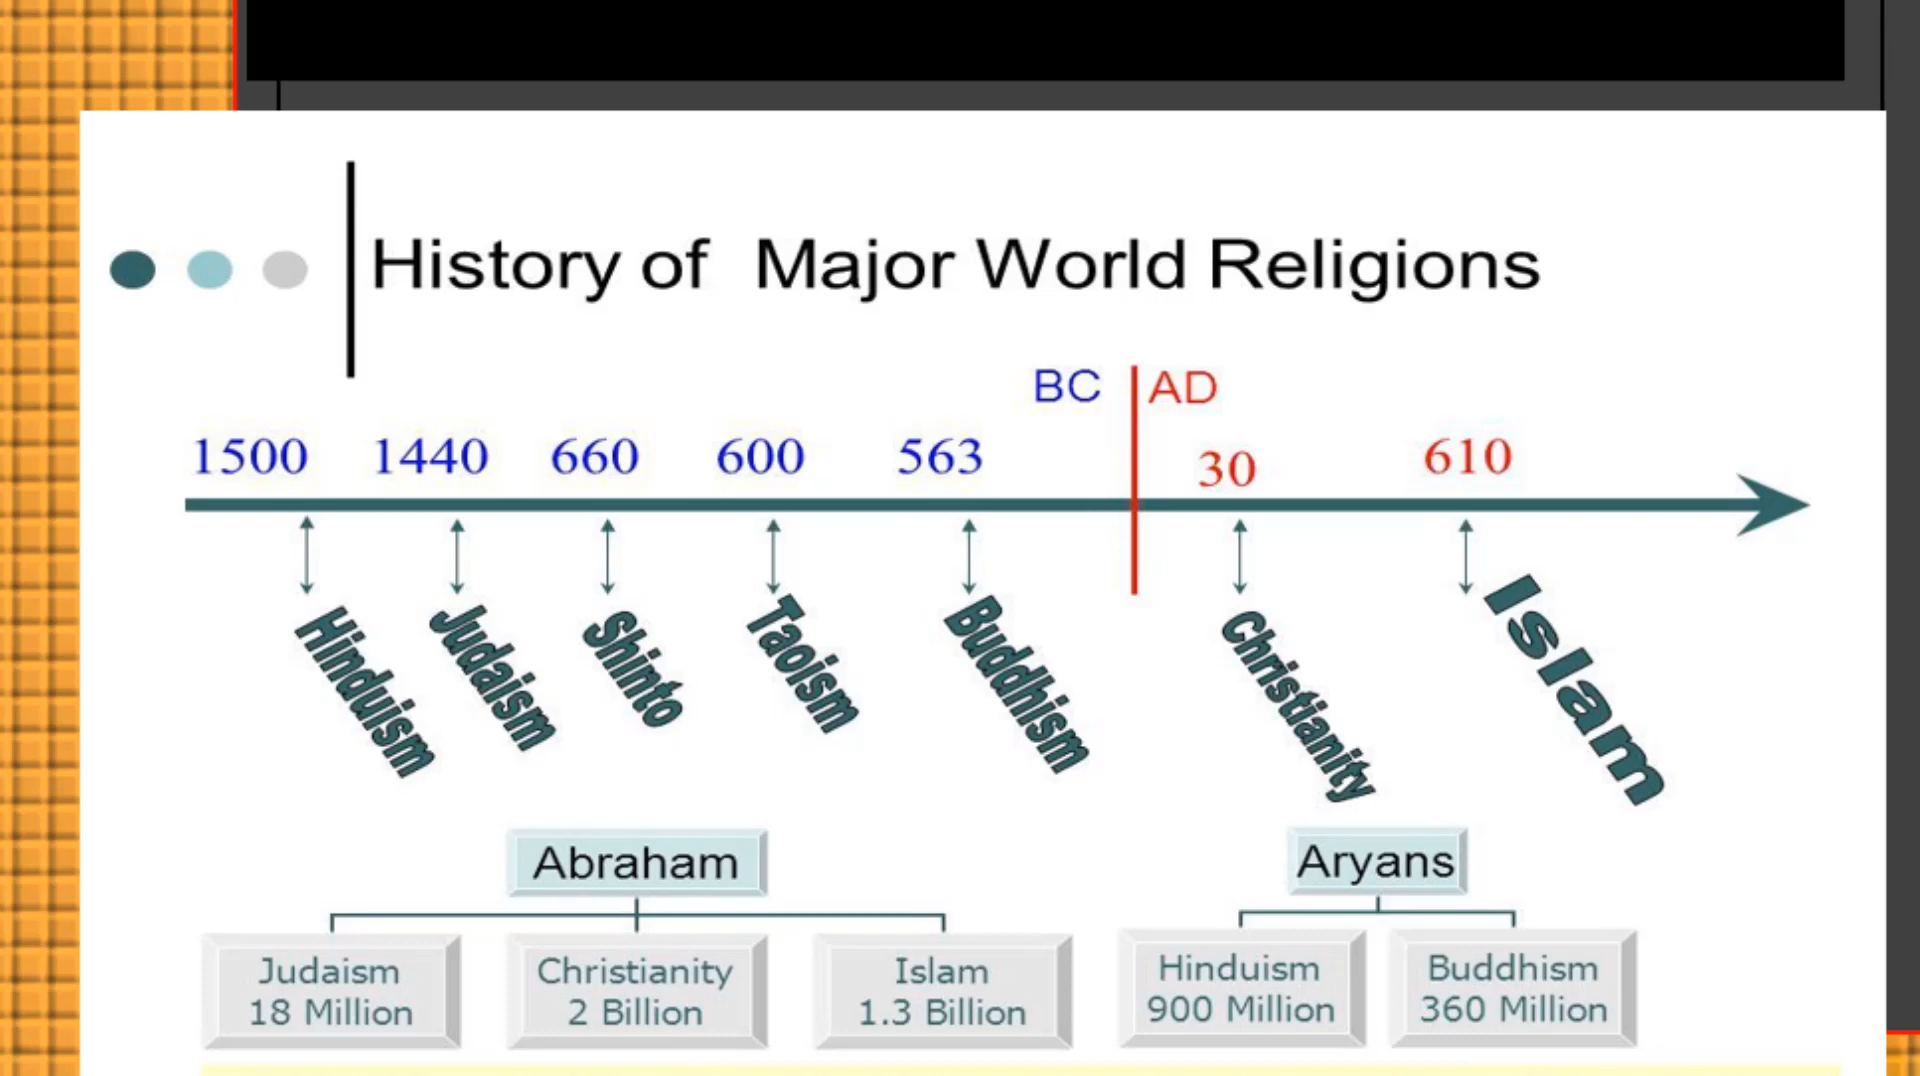 History of Major World Religions
BC AD
1500 1440 660 600 563 30 610
Hinduism Judaism Shinto Taoism Buddhism Christianity Islam
Abraham Aryans
Judaism Christianity Islam Hinduism Buddhism
18 Million 2 Billion 1.3 Billion 900 Million 360 Million